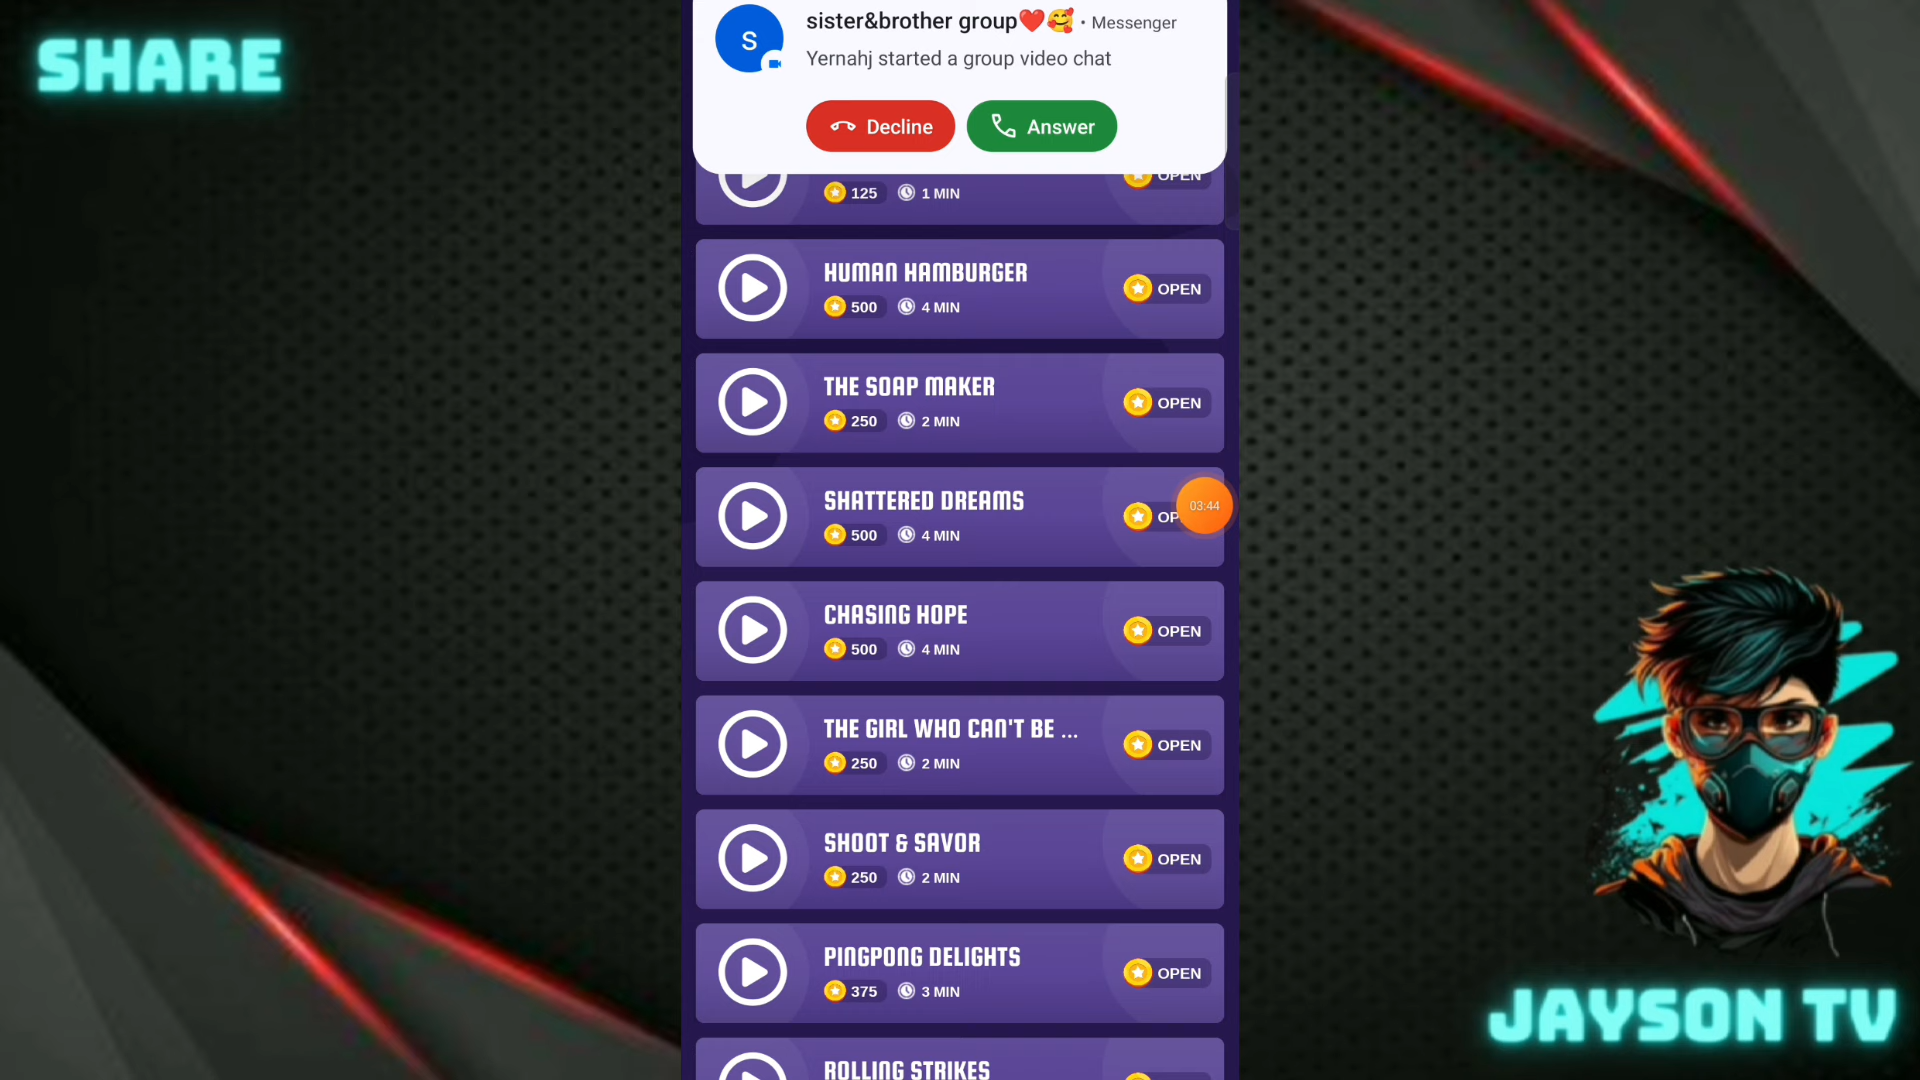 SHARE
S
sister&brother group❤️🥰 • Messenger
Yernahj started a group video chat
Decline
Answer
125
1 MIN
OPEN
HUMAN HAMBURGER
500
4 MIN
OPEN
THE SOAP MAKER
250
2 MIN
OPEN
SHATTERED DREAMS
500
4 MIN
OP
03:44
CHASING HOPE
500
4 MIN
OPEN
THE GIRL WHO CAN'T BE ...
250
2 MIN
OPEN
SHOOT & SAVOR
250
2 MIN
OPEN
PINGPONG DELIGHTS
375
3 MIN
OPEN
ROLLING STRIKES
JAYSON TV